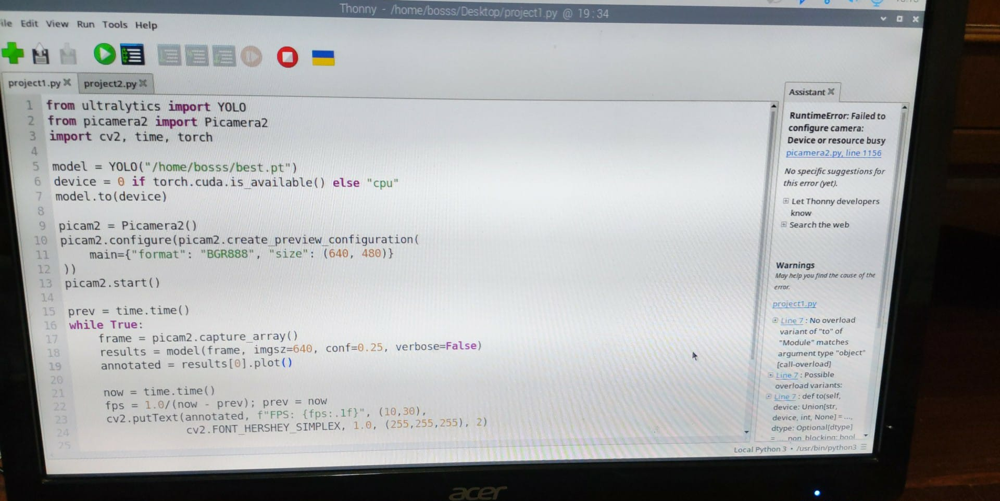 Thonny - /home/bosss/Desktop/project1.py @ 19:34
ile Edit View Run Tools Help
project1.py
project2.py
1 from ultralytics import YOLO
2 from picamera2 import Picamera2
3 import cv2, time, torch
4
5 model = YOLO("/home/bosss/best.pt")
6 device = 0 if torch.cuda.is_available() else "cpu"
7 model.to(device)
8
9 picam2 = Picamera2()
10 picam2.configure(picam2.create_preview_configuration(
11 main={"format": "BGR888", "size": (640, 480)}
12 ))
13 picam2.start()
14
15 prev = time.time()
16 while True:
17 frame = picam2.capture_array()
18 results = model(frame, imgsz=640, conf=0.25, verbose=False)
19 annotated = results[0].plot()
20
21 now = time.time()
22 fps = 1.0/(now - prev); prev = now
23 cv2.putText(annotated, f"FPS: {fps:.1f}", (10,30),
24 cv2.FONT_HERSHEY_SIMPLEX, 1.0, (255,255,255), 2)
25
Assistant
RuntimeError: Failed to
configure camera:
Device or resource busy
picamera2.py, line 1156
No specific suggestions for
this error (yet).
Let Thonny developers
know
Search the web
Warnings
May help you find the cause of the
error.
project1.py
Line 7 : No overload
variant of "to" of
"Module" matches
argument type "object"
[call-overload]
Line 7 : Possible
overload variants:
Line 7 : def to(self,
device: Union[str,
device, int, None] = ...,
dtype: Optional[dtype]
= ... non_blocking: bool
Local Python 3 • /usr/bin/python3
acer